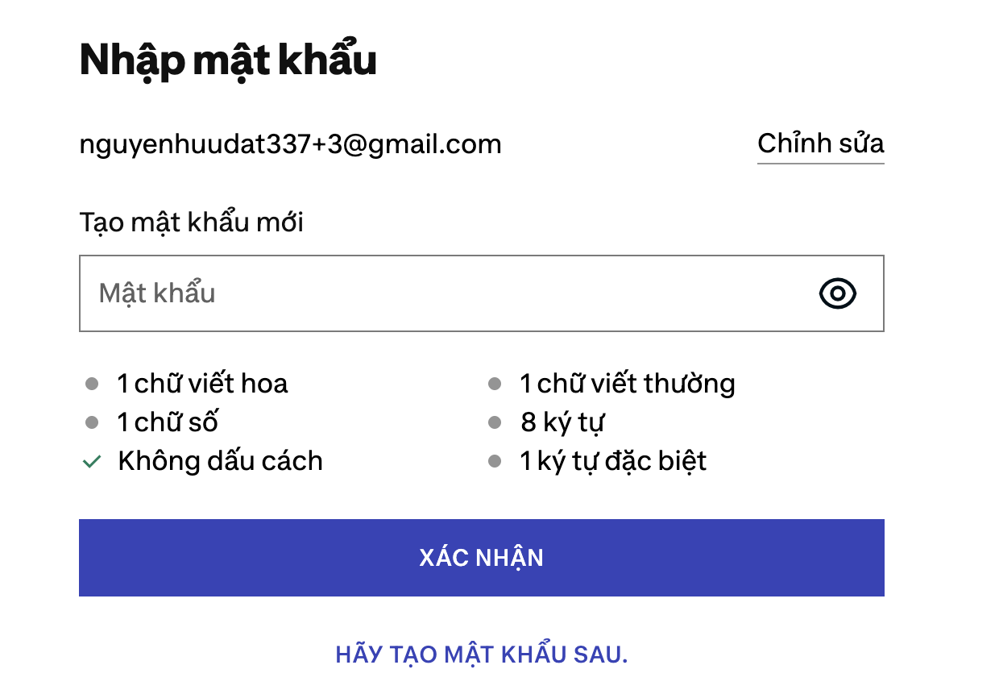 Nhập mật khẩu
nguyenhuudat337+3@gmail.com
Chỉnh sửa
Tạo mật khẩu mới
Mật khẩu
1 chữ viết hoa
1 chữ viết thường
1 chữ số
8 ký tự
Không dấu cách
1 ký tự đặc biệt
XÁC NHẬN
HÃY TẠO MẬT KHẨU SAU.